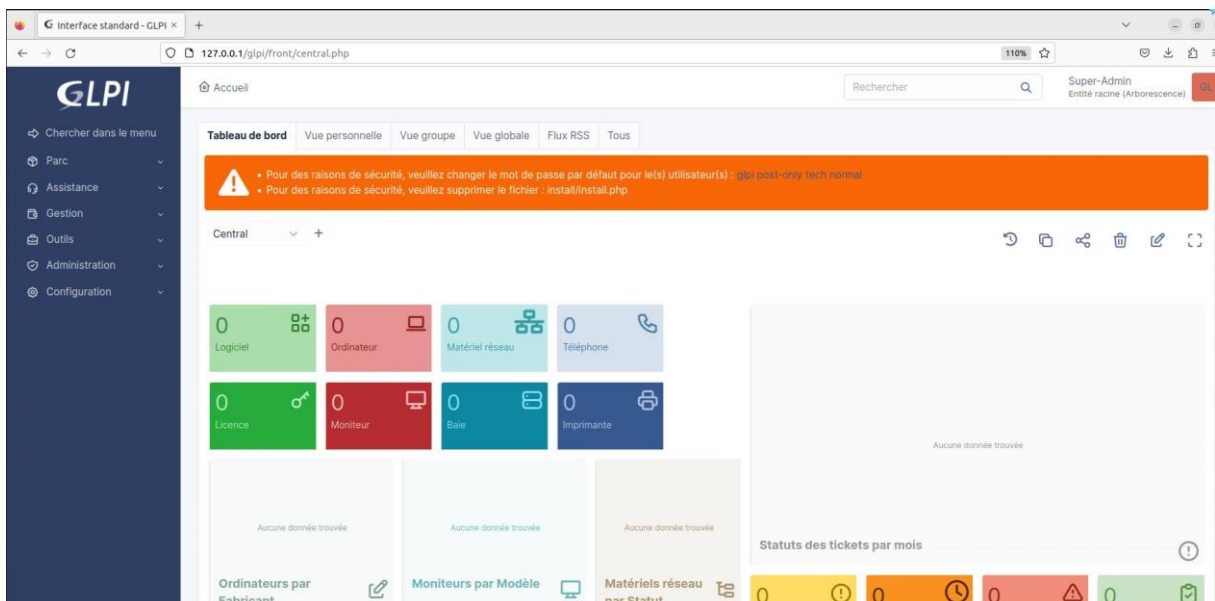 Interface standard - GLPI
127.0.0.1/glpi/front/central.php
110%
GLPI
Accueil
Rechercher
Super-Admin
Entité racine (Arborescence)
GL
Chercher dans le menu
Parc
Assistance
Gestion
Outils
Administration
Configuration
Tableau de bord Vue personnelle Vue groupe Vue globale Flux RSS Tous
• Pour des raisons de sécurité, veuillez changer le mot de passe par défaut pour le(s) utilisateur(s) : glpi post-only tech normal
• Pour des raisons de sécurité, veuillez supprimer le fichier : install/install.php
Central
0 0 0 0
Logiciel Ordinateur Matériel réseau Téléphone
0 0 0 0
Licence Moniteur Baie Imprimante
Aucune donnée trouvée
Aucune donnée trouvée Aucune donnée trouvée Aucune donnée trouvée
Statuts des tickets par mois
Ordinateurs par
Fabricant
Moniteurs par Modèle
Matériels réseau
par Statut
0 0 0 0